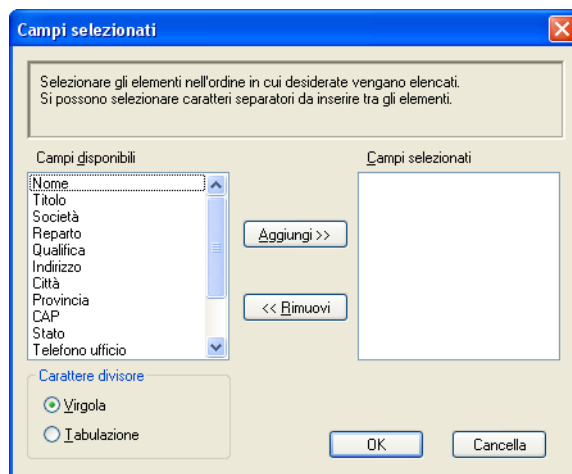 Campi selezionati
Selezionare gli elementi nell'ordine in cui desiderate vengano elencati.
Si possono selezionare caratteri separatori da inserire tra gli elementi.
Campi disponibili
Nome
Titolo
Società
Reparto
Qualifica
Indirizzo
Città
Provincia
CAP
Stato
Telefono ufficio
Aggiungi >>
<< Rimuovi
Campi selezionati
Carattere divisore
Virgola
Tabulazione
OK
Cancella